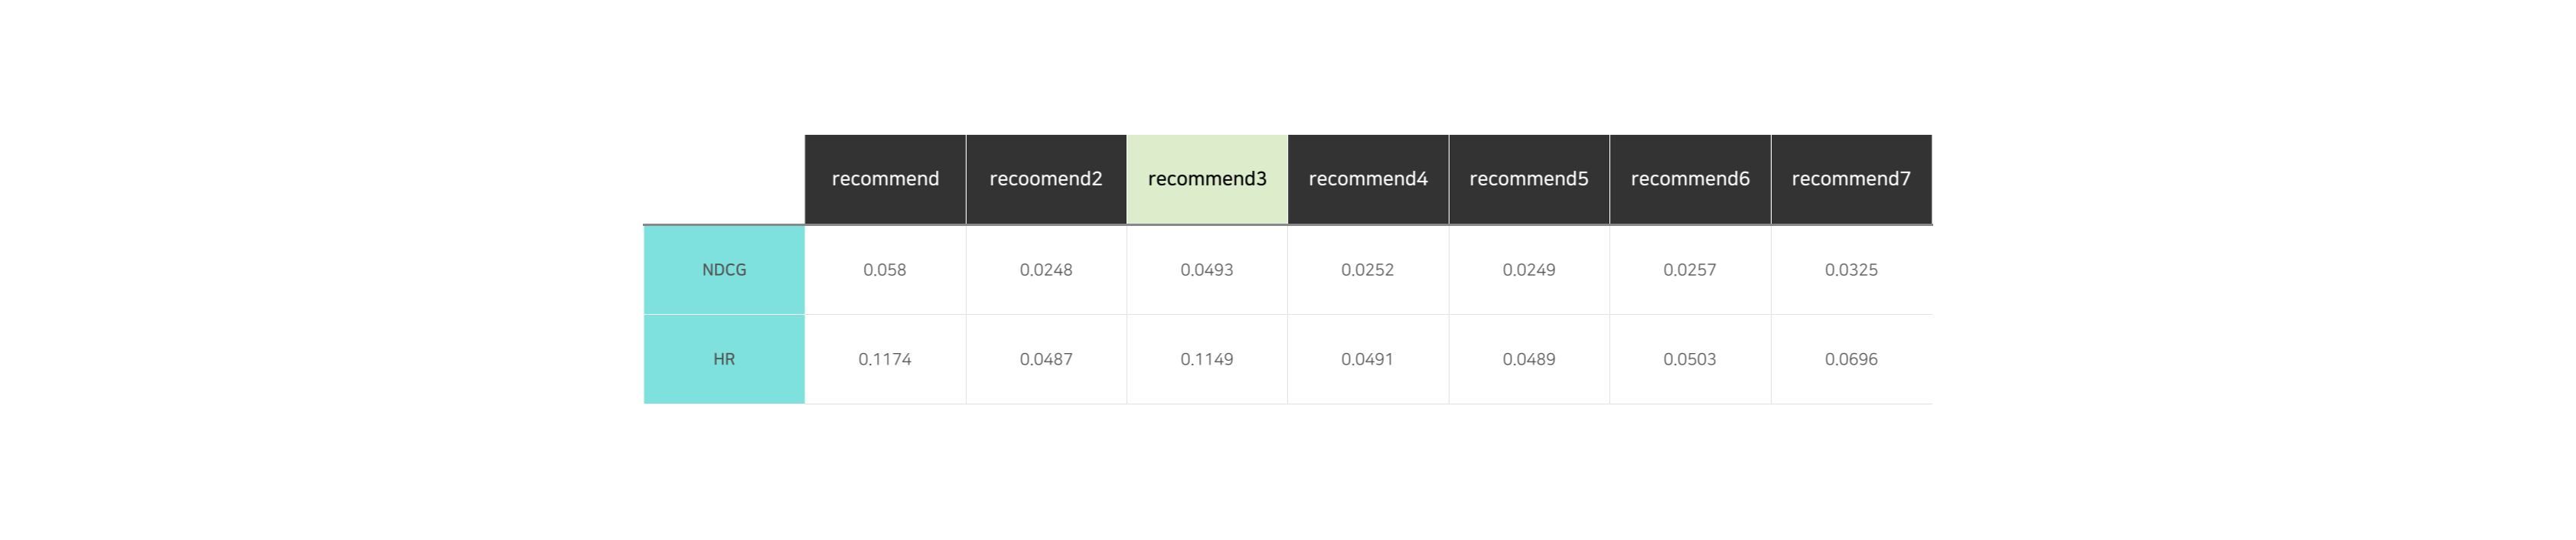 recommend recoomend2 recommend3 recommend4 recommend5 recommend6 recommend7
NDCG 0.058 0.0248 0.0493 0.0252 0.0249 0.0257 0.0325
HR 0.1174 0.0487 0.1149 0.0491 0.0489 0.0503 0.0696